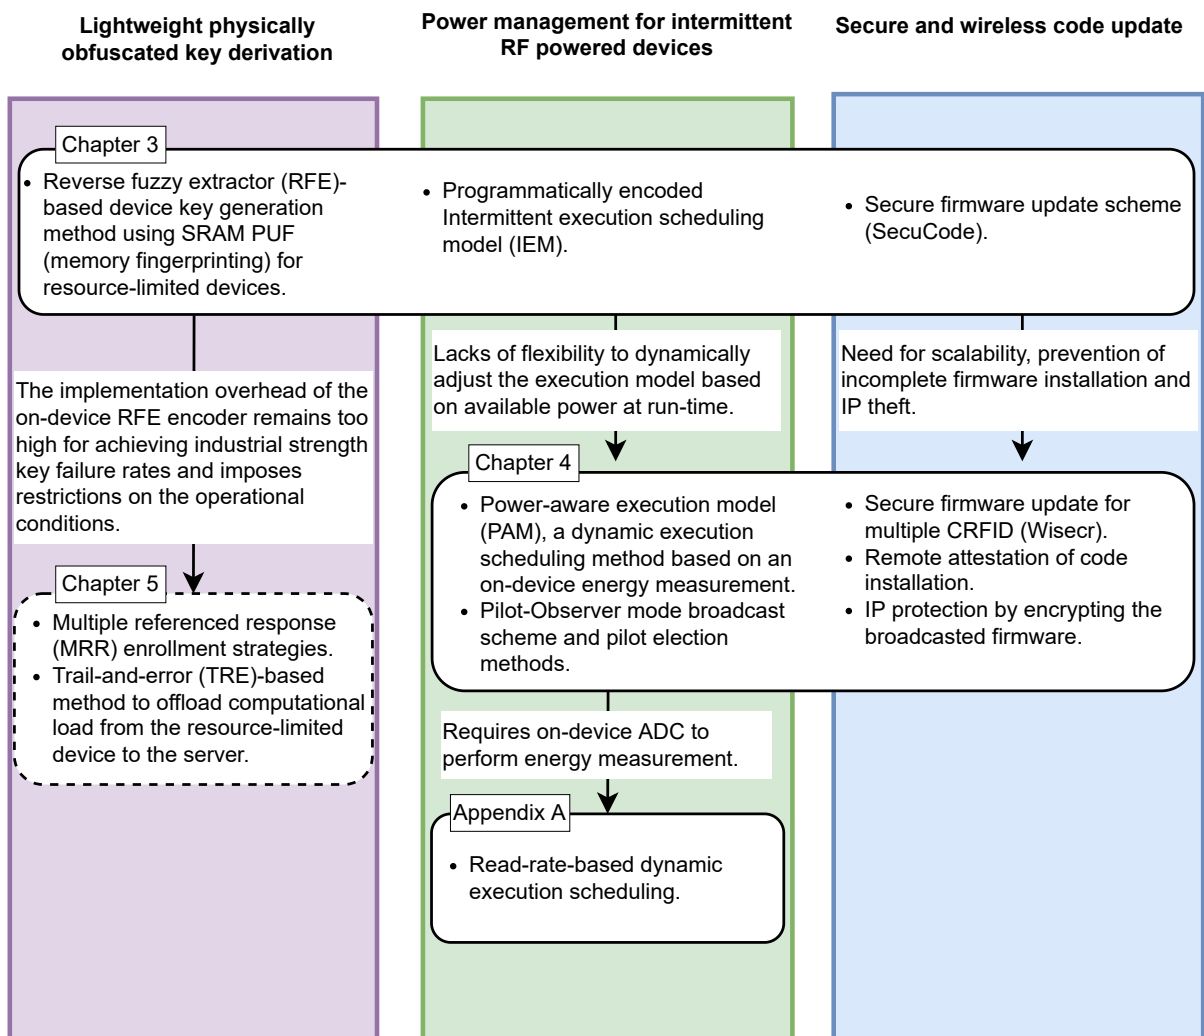 Lightweight physically
obfuscated key derivation
Power management for intermittent
RF powered devices
Secure and wireless code update
Chapter 3
• Reverse fuzzy extractor (RFE)-
based device key generation
method using SRAM PUF
(memory fingerprinting) for
resource-limited devices.
• Programmatically encoded
Intermittent execution scheduling
model (IEM).
• Secure firmware update scheme
(SecuCode).
The implementation overhead of the
on-device RFE encoder remains too
high for achieving industrial strength
key failure rates and imposes
restrictions on the operational
conditions.
Lacks of flexibility to dynamically
adjust the execution model based
on available power at run-time.
Need for scalability, prevention of
incomplete firmware installation and
IP theft.
Chapter 4
• Power-aware execution model
(PAM), a dynamic execution
scheduling method based on an
on-device energy measurement.
• Pilot-Observer mode broadcast
scheme and pilot election
methods.
• Secure firmware update for
multiple CRFID (Wisecr).
• Remote attestation of code
installation.
• IP protection by encrypting the
broadcasted firmware.
Chapter 5
• Multiple referenced response
(MRR) enrollment strategies.
• Trail-and-error (TRE)-based
method to offload computational
load from the resource-limited
device to the server.
Requires on-device ADC to
perform energy measurement.
Appendix A
• Read-rate-based dynamic
execution scheduling.